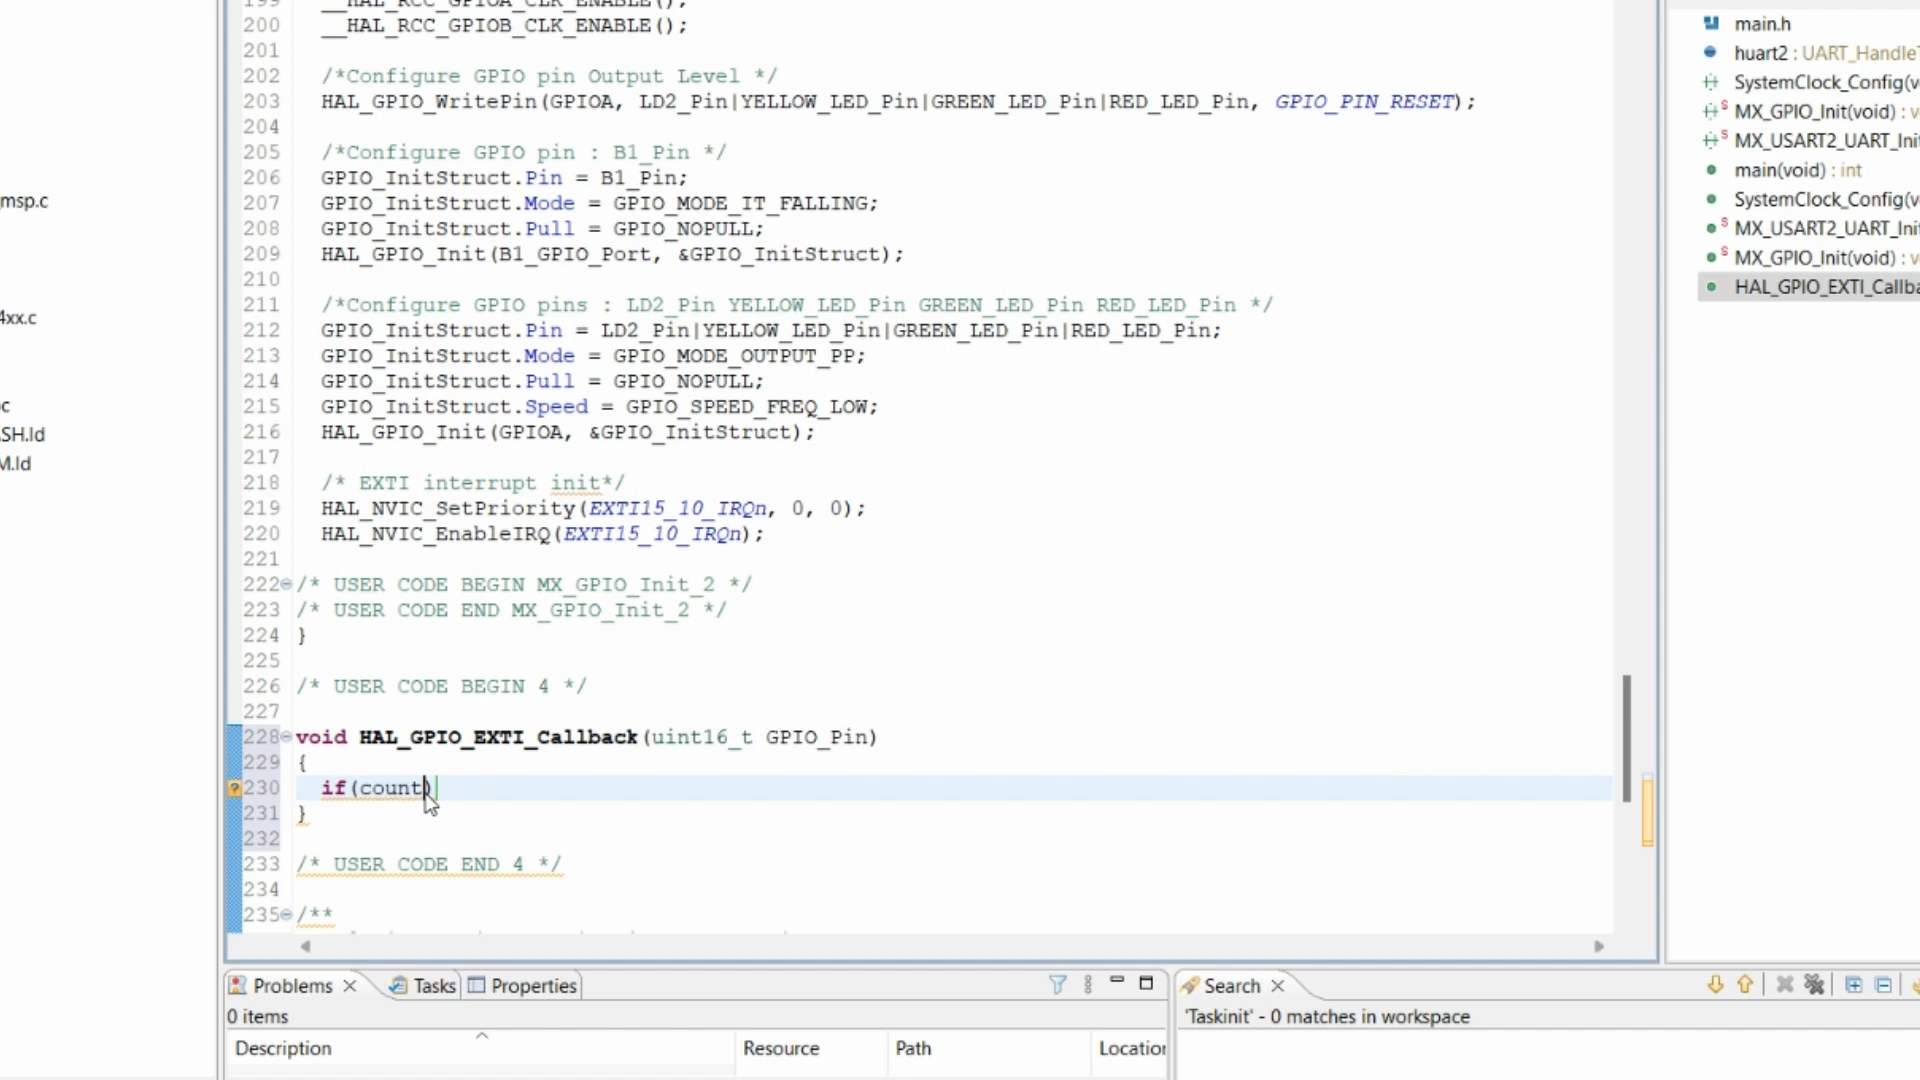 199 __HAL_RCC_GPIOA_CLK_ENABLE();
200 __HAL_RCC_GPIOB_CLK_ENABLE();
201
202 /*Configure GPIO pin Output Level */
203 HAL_GPIO_WritePin(GPIOA, LD2_Pin|YELLOW_LED_Pin|GREEN_LED_Pin|RED_LED_Pin, GPIO_PIN_RESET);
204
205 /*Configure GPIO pin : B1_Pin */
206 GPIO_InitStruct.Pin = B1_Pin;
207 GPIO_InitStruct.Mode = GPIO_MODE_IT_FALLING;
208 GPIO_InitStruct.Pull = GPIO_NOPULL;
209 HAL_GPIO_Init(B1_GPIO_Port, &GPIO_InitStruct);
210
211 /*Configure GPIO pins : LD2_Pin YELLOW_LED_Pin GREEN_LED_Pin RED_LED_Pin */
212 GPIO_InitStruct.Pin = LD2_Pin|YELLOW_LED_Pin|GREEN_LED_Pin|RED_LED_Pin;
213 GPIO_InitStruct.Mode = GPIO_MODE_OUTPUT_PP;
214 GPIO_InitStruct.Pull = GPIO_NOPULL;
215 GPIO_InitStruct.Speed = GPIO_SPEED_FREQ_LOW;
216 HAL_GPIO_Init(GPIOA, &GPIO_InitStruct);
217
218 /* EXTI interrupt init*/
219 HAL_NVIC_SetPriority(EXTI15_10_IRQn, 0, 0);
220 HAL_NVIC_EnableIRQ(EXTI15_10_IRQn);
221
222 /* USER CODE BEGIN MX_GPIO_Init_2 */
223 /* USER CODE END MX_GPIO_Init_2 */
224 }
225
226 /* USER CODE BEGIN 4 */
227
228 void HAL_GPIO_EXTI_Callback(uint16_t GPIO_Pin)
229 {
230 if(count)
231 }
232
233 /* USER CODE END 4 */
234
235 /**
msp.c
4xx.c
c
SH.ld
M.ld
main.h
huart2 : UART_HandleT
SystemClock_Config(v
MX_GPIO_Init(void) : v
MX_USART2_UART_Init
main(void) : int
SystemClock_Config(v
MX_USART2_UART_Init
MX_GPIO_Init(void) : v
HAL_GPIO_EXTI_Callba
Problems
Tasks
Properties
0 items
Description
Resource
Path
Location
Search
'Taskinit' - 0 matches in workspace